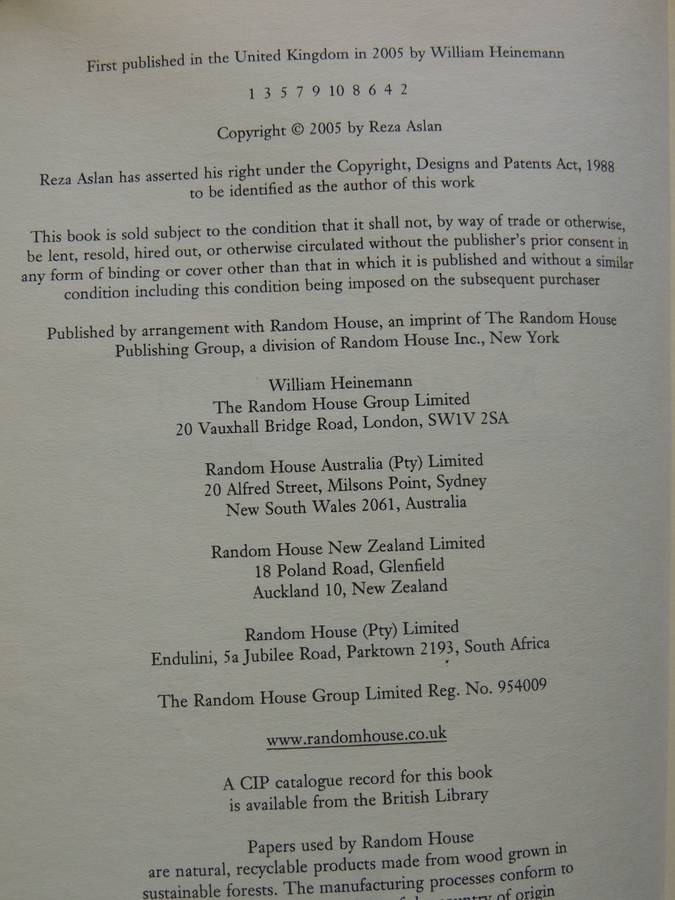 First published in the United Kingdom in 2005 by William Heinemann
1 3 5 7 9 10 8 6 4 2
Copyright © 2005 by Reza Aslan
Reza Aslan has asserted his right under the Copyright, Designs and Patents Act, 1988
to be identified as the author of this work
This book is sold subject to the condition that it shall not, by way of trade or otherwise,
be lent, resold, hired out, or otherwise circulated without the publisher's prior consent in
any form of binding or cover other than that in which it is published and without a similar
condition including this condition being imposed on the subsequent purchaser
Published by arrangement with Random House, an imprint of The Random House
Publishing Group, a division of Random House Inc., New York
William Heinemann
The Random House Group Limited
20 Vauxhall Bridge Road, London, SW1V 2SA
Random House Australia (Pty) Limited
20 Alfred Street, Milsons Point, Sydney
New South Wales 2061, Australia
Random House New Zealand Limited
18 Poland Road, Glenfield
Auckland 10, New Zealand
Random House (Pty) Limited
Endulini, 5a Jubilee Road, Parktown 2193, South Africa
The Random House Group Limited Reg. No. 954009
www.randomhouse.co.uk
A CIP catalogue record for this book
is available from the British Library
Papers used by Random House
are natural, recyclable products made from wood grown in
sustainable forests. The manufacturing processes conform to
of origin